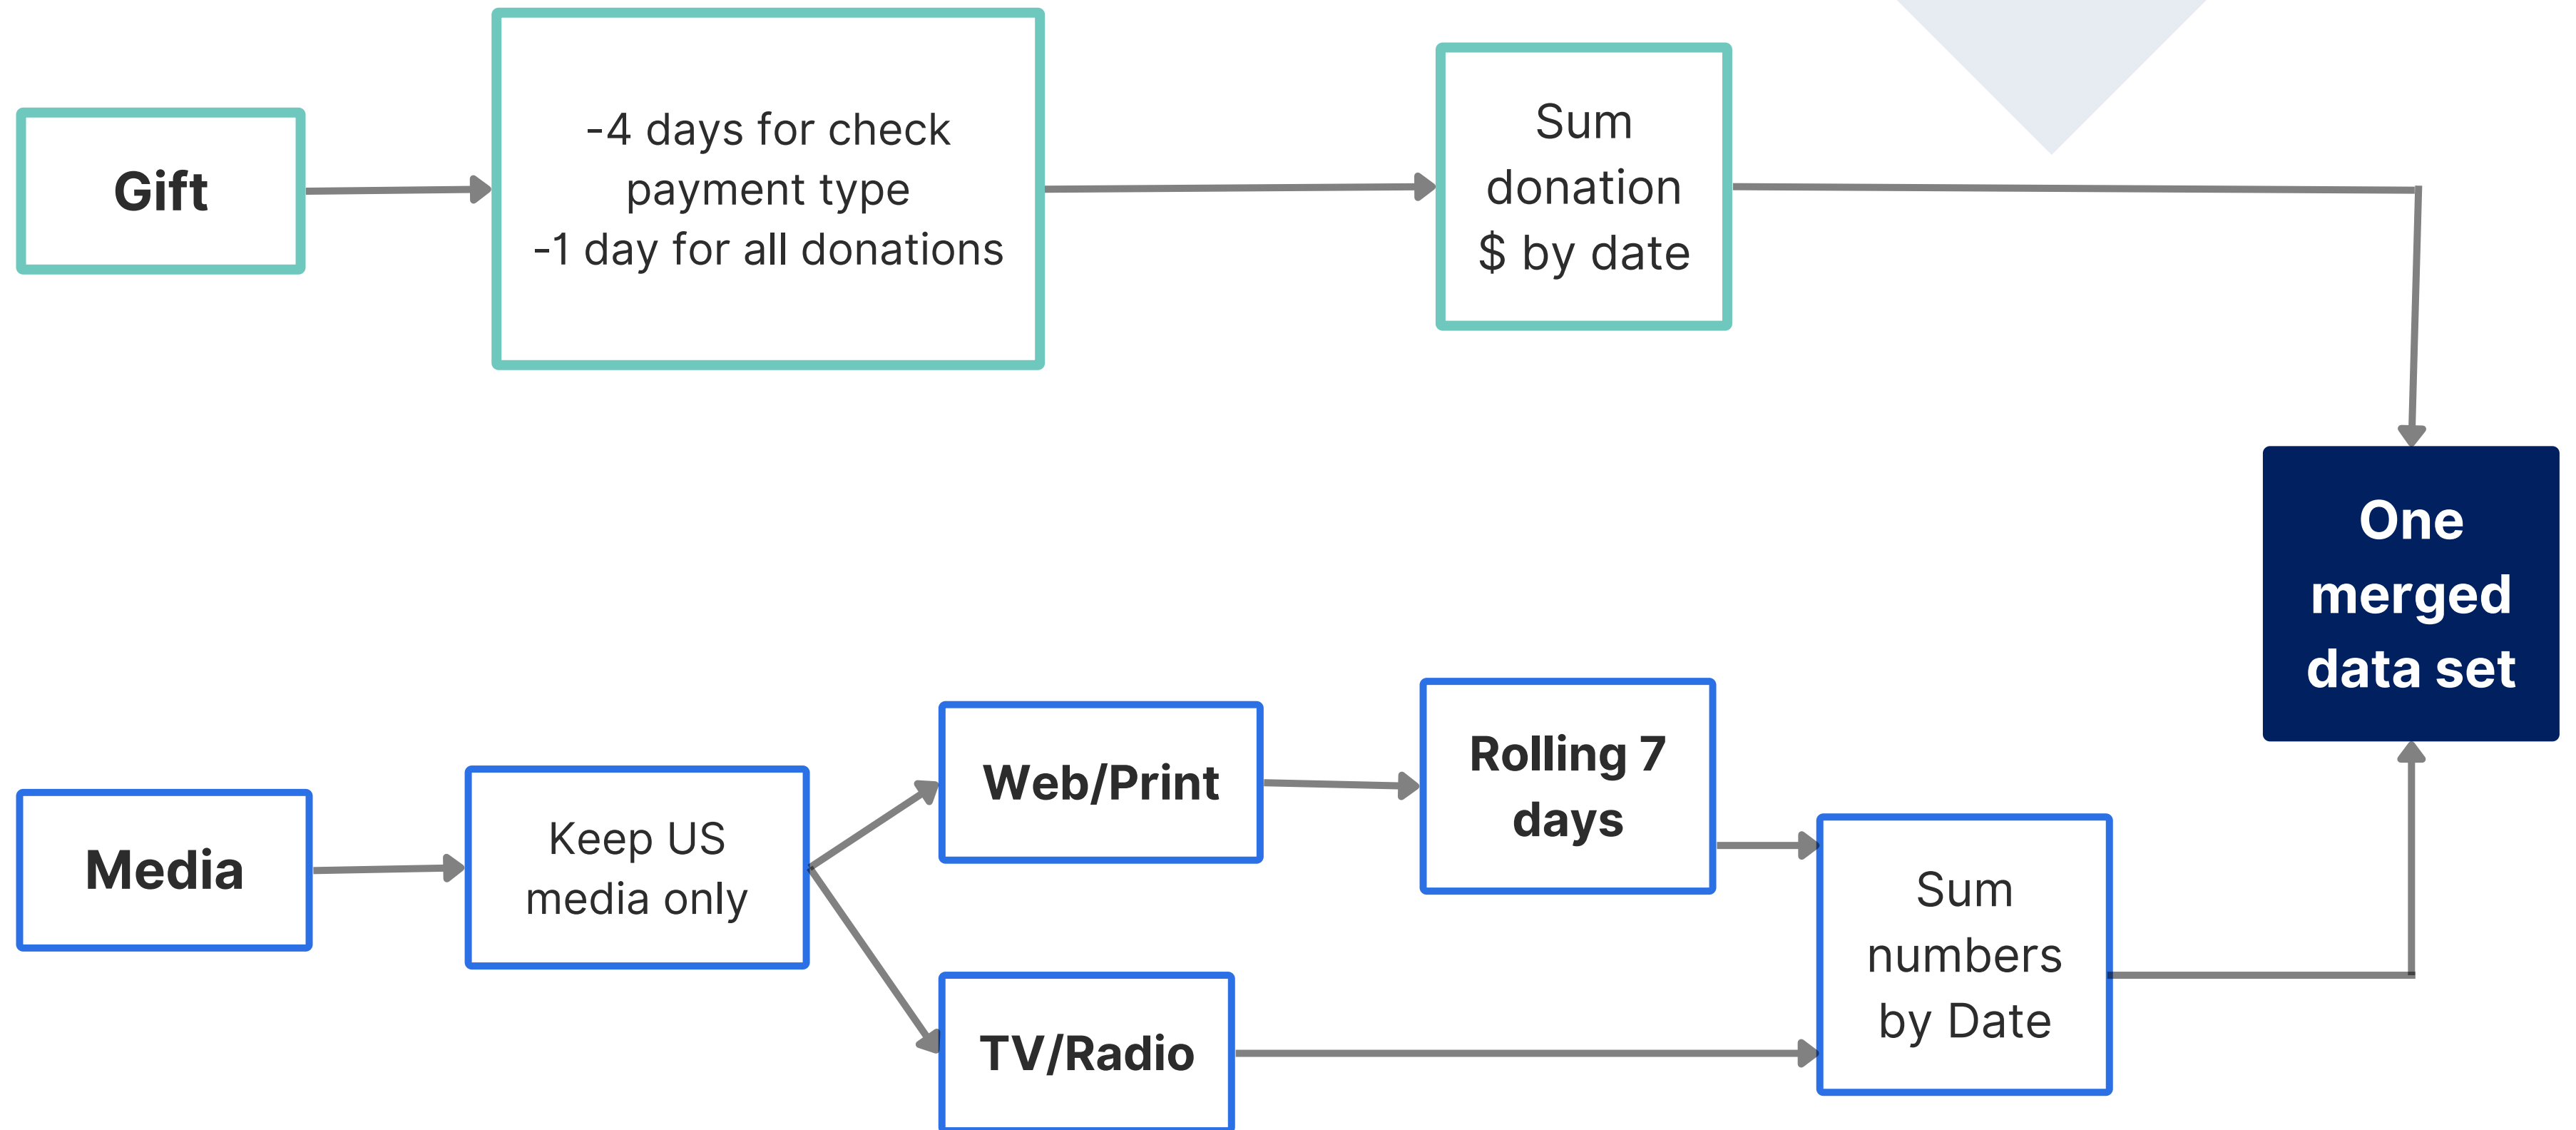 Gift
-4 days for check
payment type
-1 day for all donations
Sum
donation
$ by date
One
merged
data set
Media
Keep US
media only
Web/Print
Rolling 7
days
TV/Radio
Sum
numbers
by Date